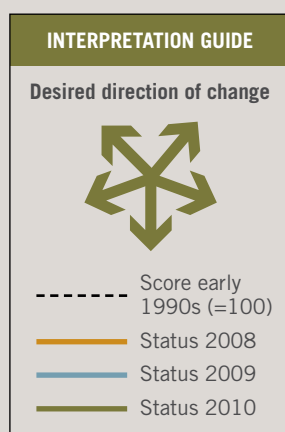 INTERPRETATION GUIDE
Desired direction of change
Score early
1990s (=100)
Status 2008
Status 2009
Status 2010